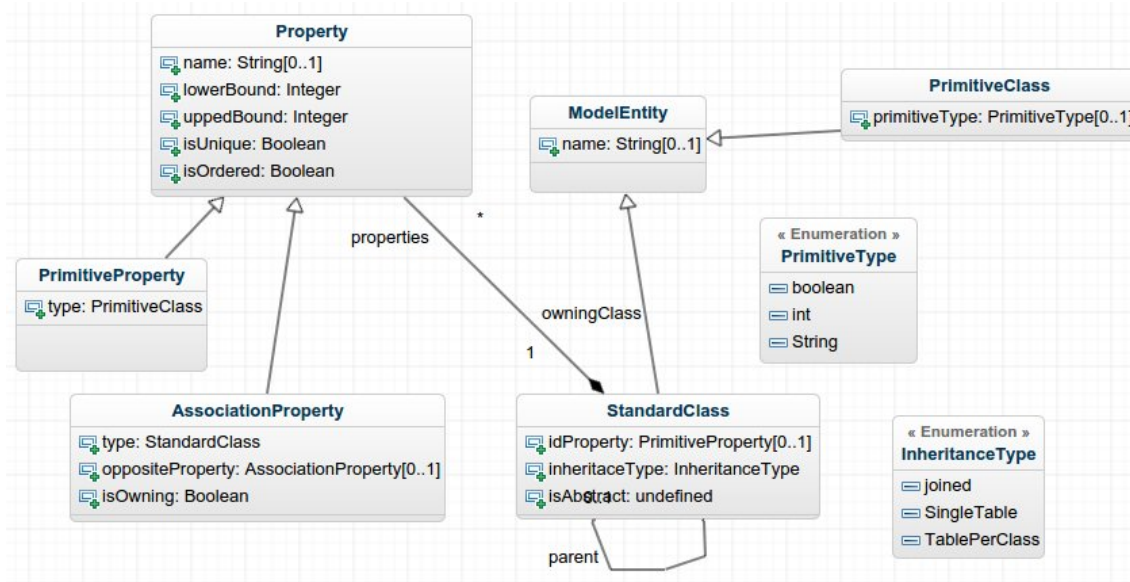 Property
name: String[0..1]
lowerBound: Integer
uppedBound: Integer
isUnique: Boolean
isOrdered: Boolean
ModelEntity
name: String[0..1]
PrimitiveClass
primitiveType: PrimitiveType[0..1]
*
properties
PrimitiveProperty
type: PrimitiveClass
« Enumeration »
PrimitiveType
boolean
int
String
owningClass
1
AssociationProperty
type: StandardClass
oppositeProperty: AssociationProperty[0..1]
isOwning: Boolean
StandardClass
idProperty: PrimitiveProperty[0..1]
inheritaceType: InheritanceType
isAbstract: undefined
0..1
parent
« Enumeration »
InheritanceType
joined
SingleTable
TablePerClass